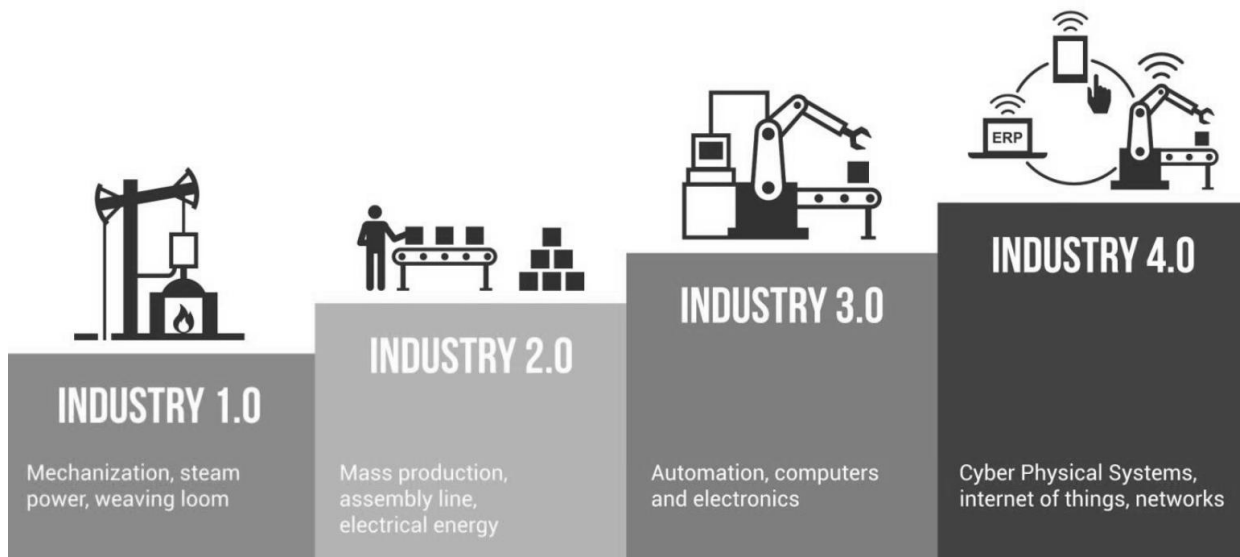 ERP
INDUSTRY 4.0
INDUSTRY 3.0
INDUSTRY 2.0
INDUSTRY 1.0
Mechanization, steam
power, weaving loom
Mass production,
assembly line,
electrical energy
Automation, computers
and electronics
Cyber Physical Systems,
internet of things, networks